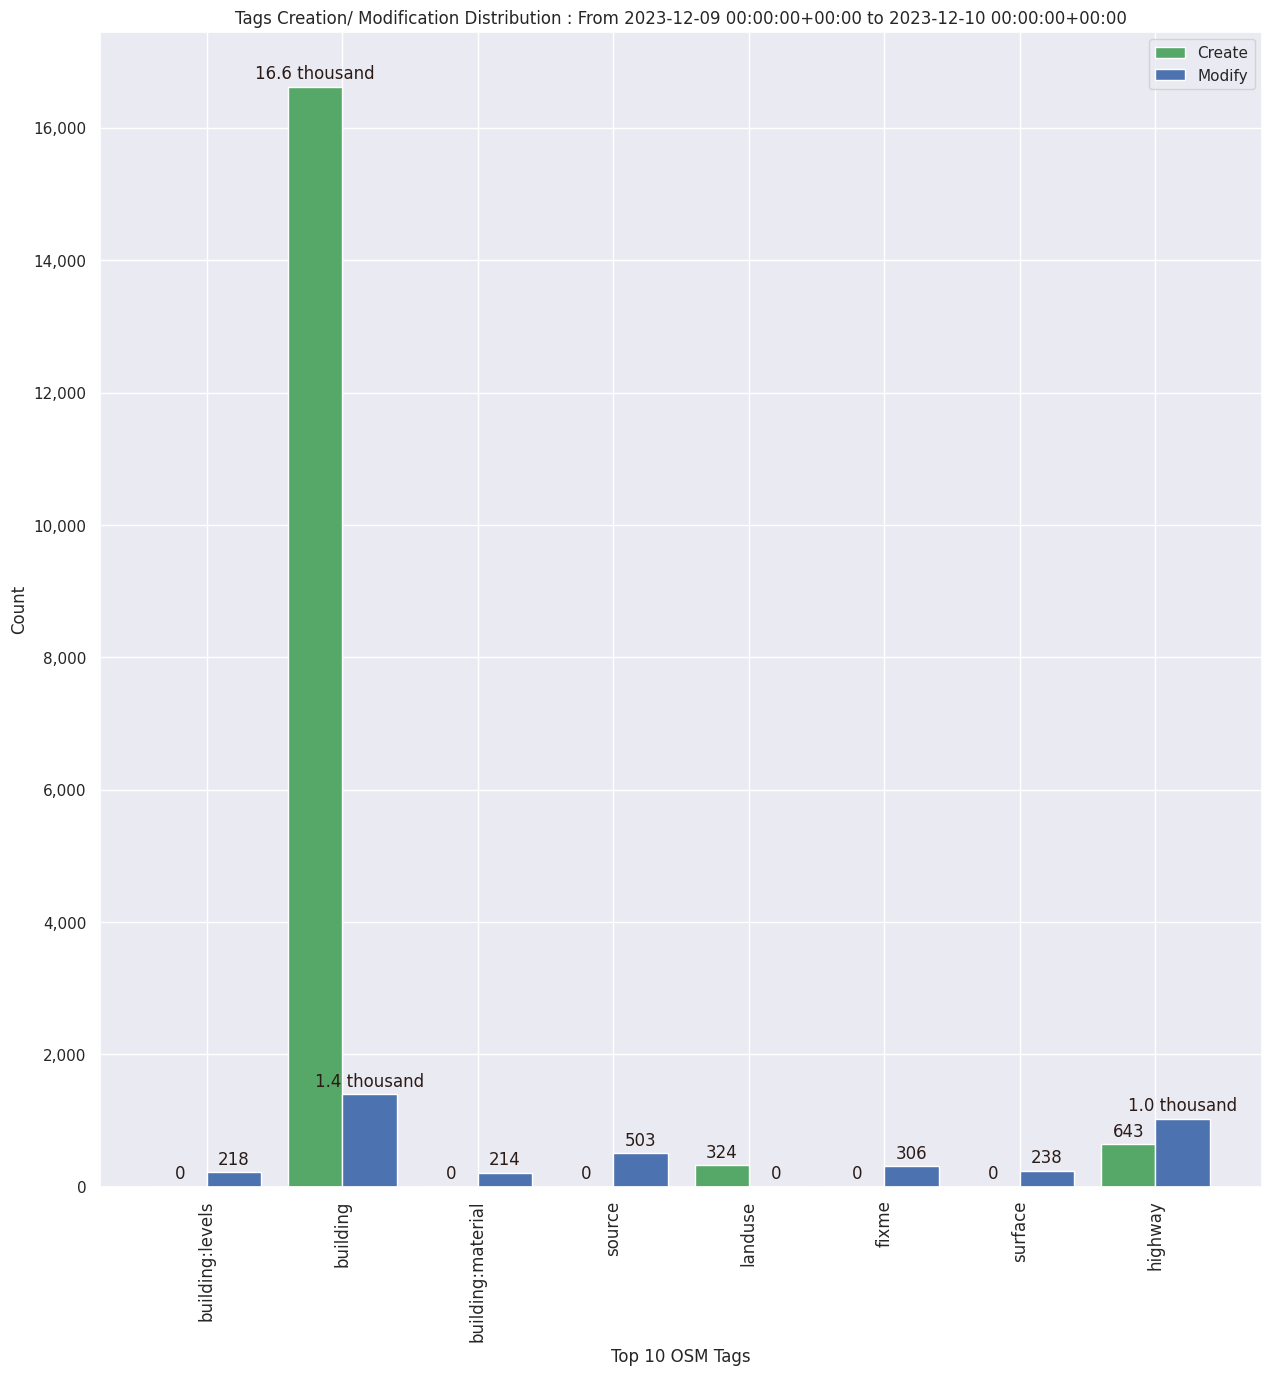 Tags Creation/ Modification Distribution : From 2023-12-09 00:00:00+00:00 to 2023-12-10 00:00:00+00:00
Create
Modify
Count
16,000
14,000
12,000
10,000
8,000
6,000
4,000
2,000
0
0
218
16.6 thousand
1.4 thousand
0
214
0
503
324
0
0
306
0
238
643
1.0 thousand
building:levels
building
building:material
source
landuse
fixme
surface
highway
Top 10 OSM Tags